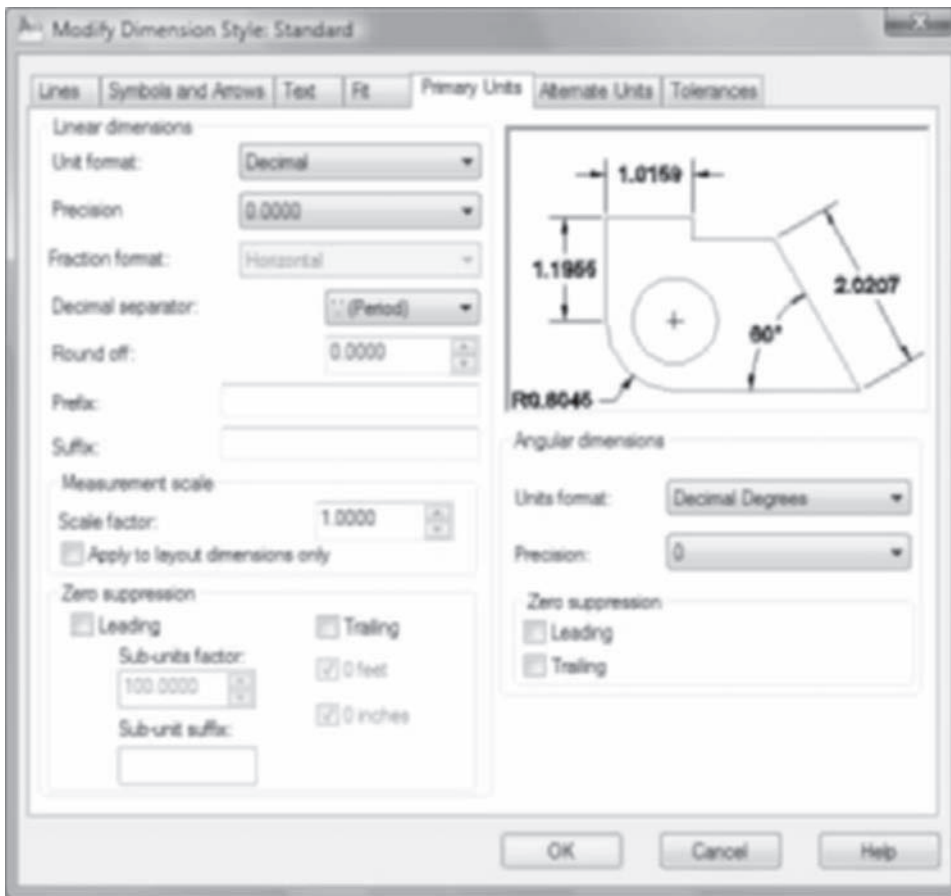 Modify Dimension Style: Standard
Lines Symbols and Arrows Text Fit Primary Units Alternate Units Tolerances
Linear dimensions
Unit format: Decimal
Precision 0.0000
Fraction format: Horizontal
Decimal separator: '.' (Period)
Round off: 0.0000
Prefix:
Suffix:
Measurement scale
Scale factor: 1.0000
Apply to layout dimensions only
Zero suppression
Leading Trailing
Sub-units factor: 0 feet
100.0000
0 inches
Sub-unit suffix:
1.0159
1.1955
2.0207
60°
R0.8045
Angular dimensions
Units format: Decimal Degrees
Precision: 0
Zero suppression
Leading
Trailing
OK Cancel Help